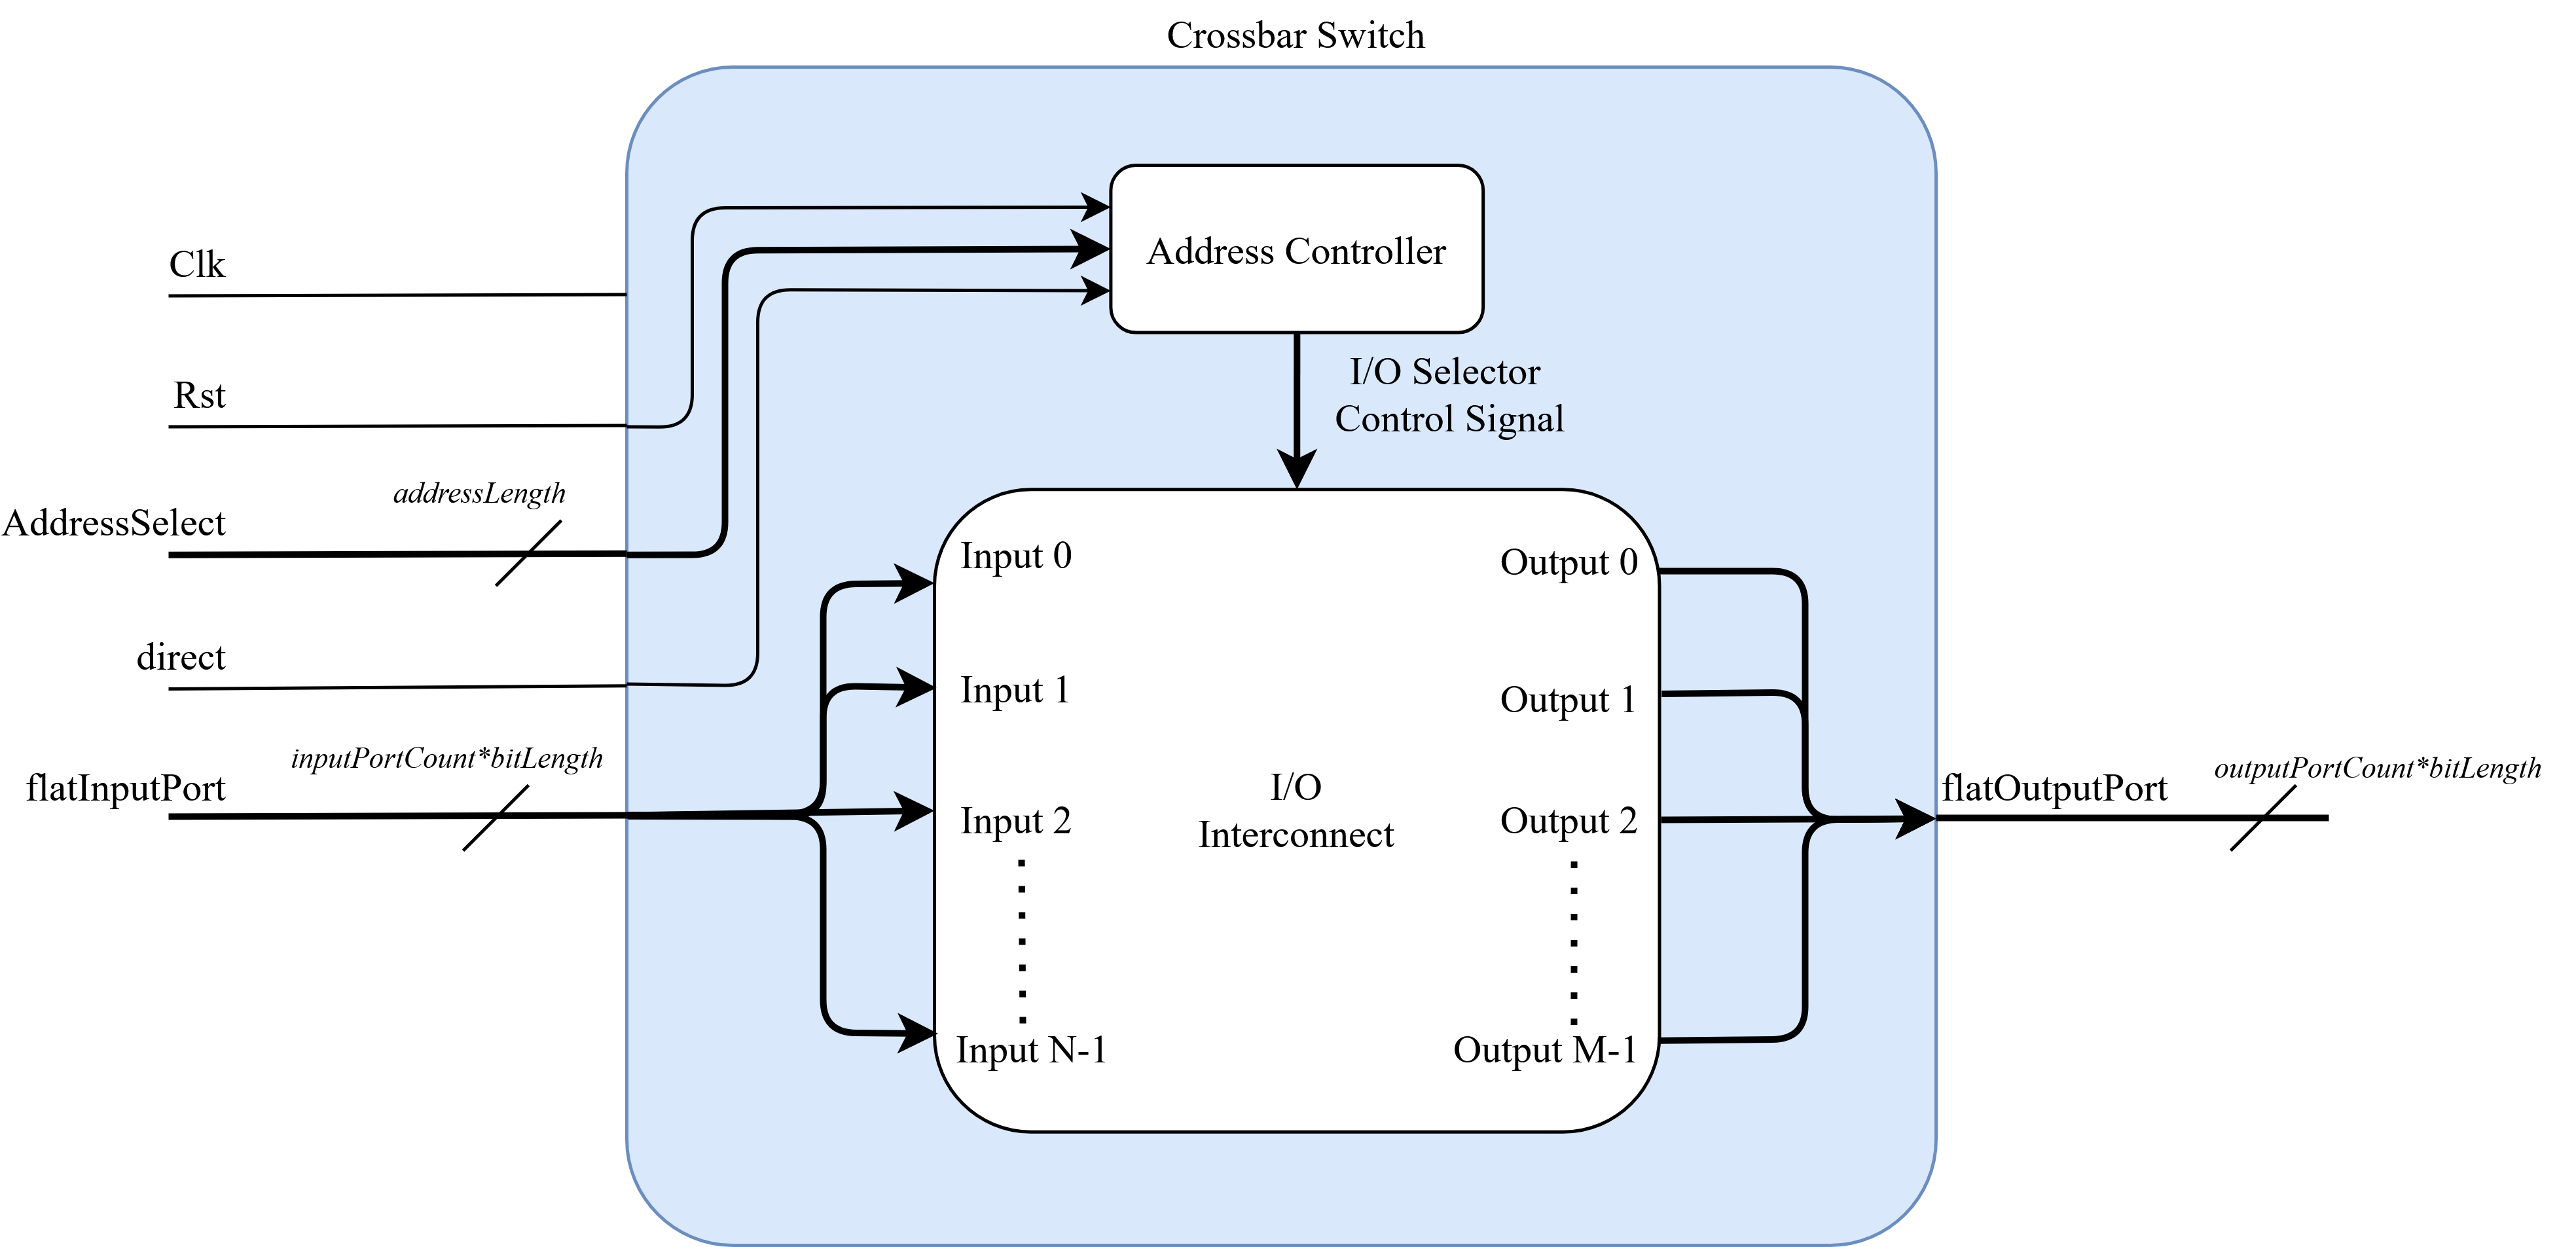 Crossbar Switch
Clk
Rst
addressLength
AddressSelect
direct
inputPortCount*bitLength
flatInputPort
Address Controller
I/O Selector
Control Signal
Input 0
Input 1
Input 2
Input N-1
I/O
Interconnect
Output 0
Output 1
Output 2
Output M-1
flatOutputPort
outputPortCount*bitLength